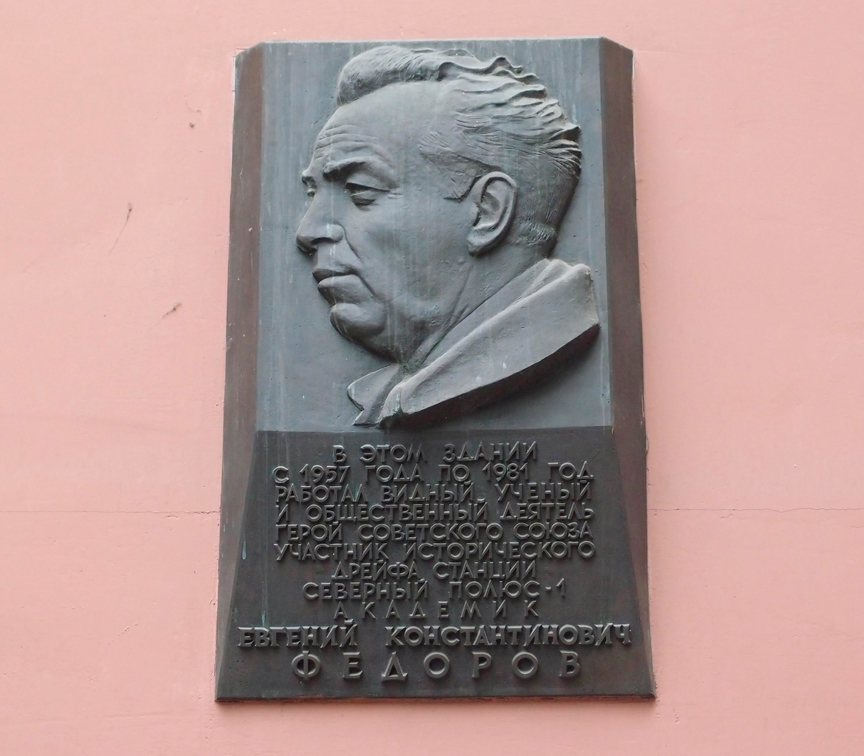 В ЭТОМ ЗДАНИИ
С 1957 ГОДА ПО 1981 ГОД
РАБОТАЛ ВИДНЫЙ УЧЕНЫЙ
И ОБЩЕСТВЕННЫЙ ДЕЯТЕЛЬ
ГЕРОЙ СОВЕТСКОГО СОЮЗА
УЧАСТНИК ИСТОРИЧЕСКОГО
ДРЕЙФА СТАНЦИИ
СЕВЕРНЫЙ ПОЛЮС-1
АКАДЕМИК
ЕВГЕНИЙ КОНСТАНТИНОВИЧ
ФЕДОРОВ